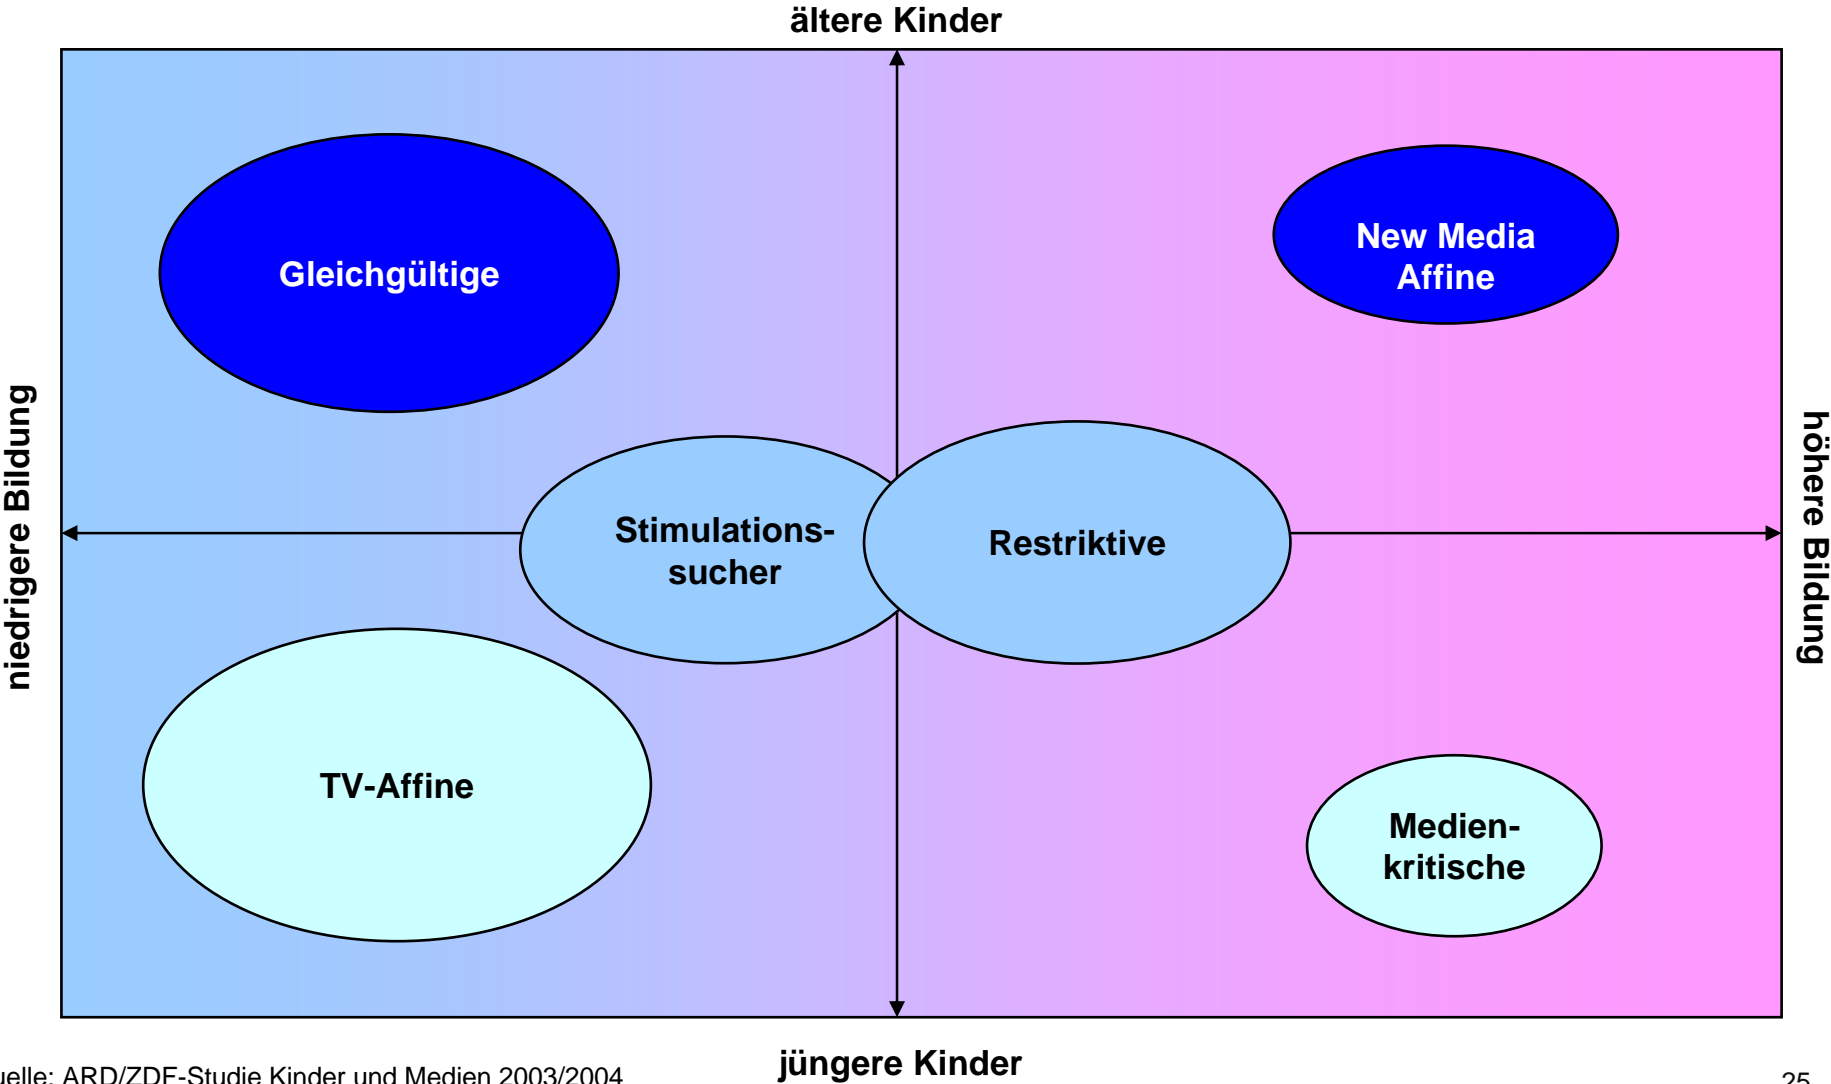 ältere Kinder
Gleichgültige
New Media
Affine
niedrigere Bildung
höhere Bildung
Stimulations-
sucher
Restriktive
TV-Affine
Medien-
kritische
jüngere Kinder
uelle: ARD/ZDF-Studie Kinder und Medien 2003/2004
25